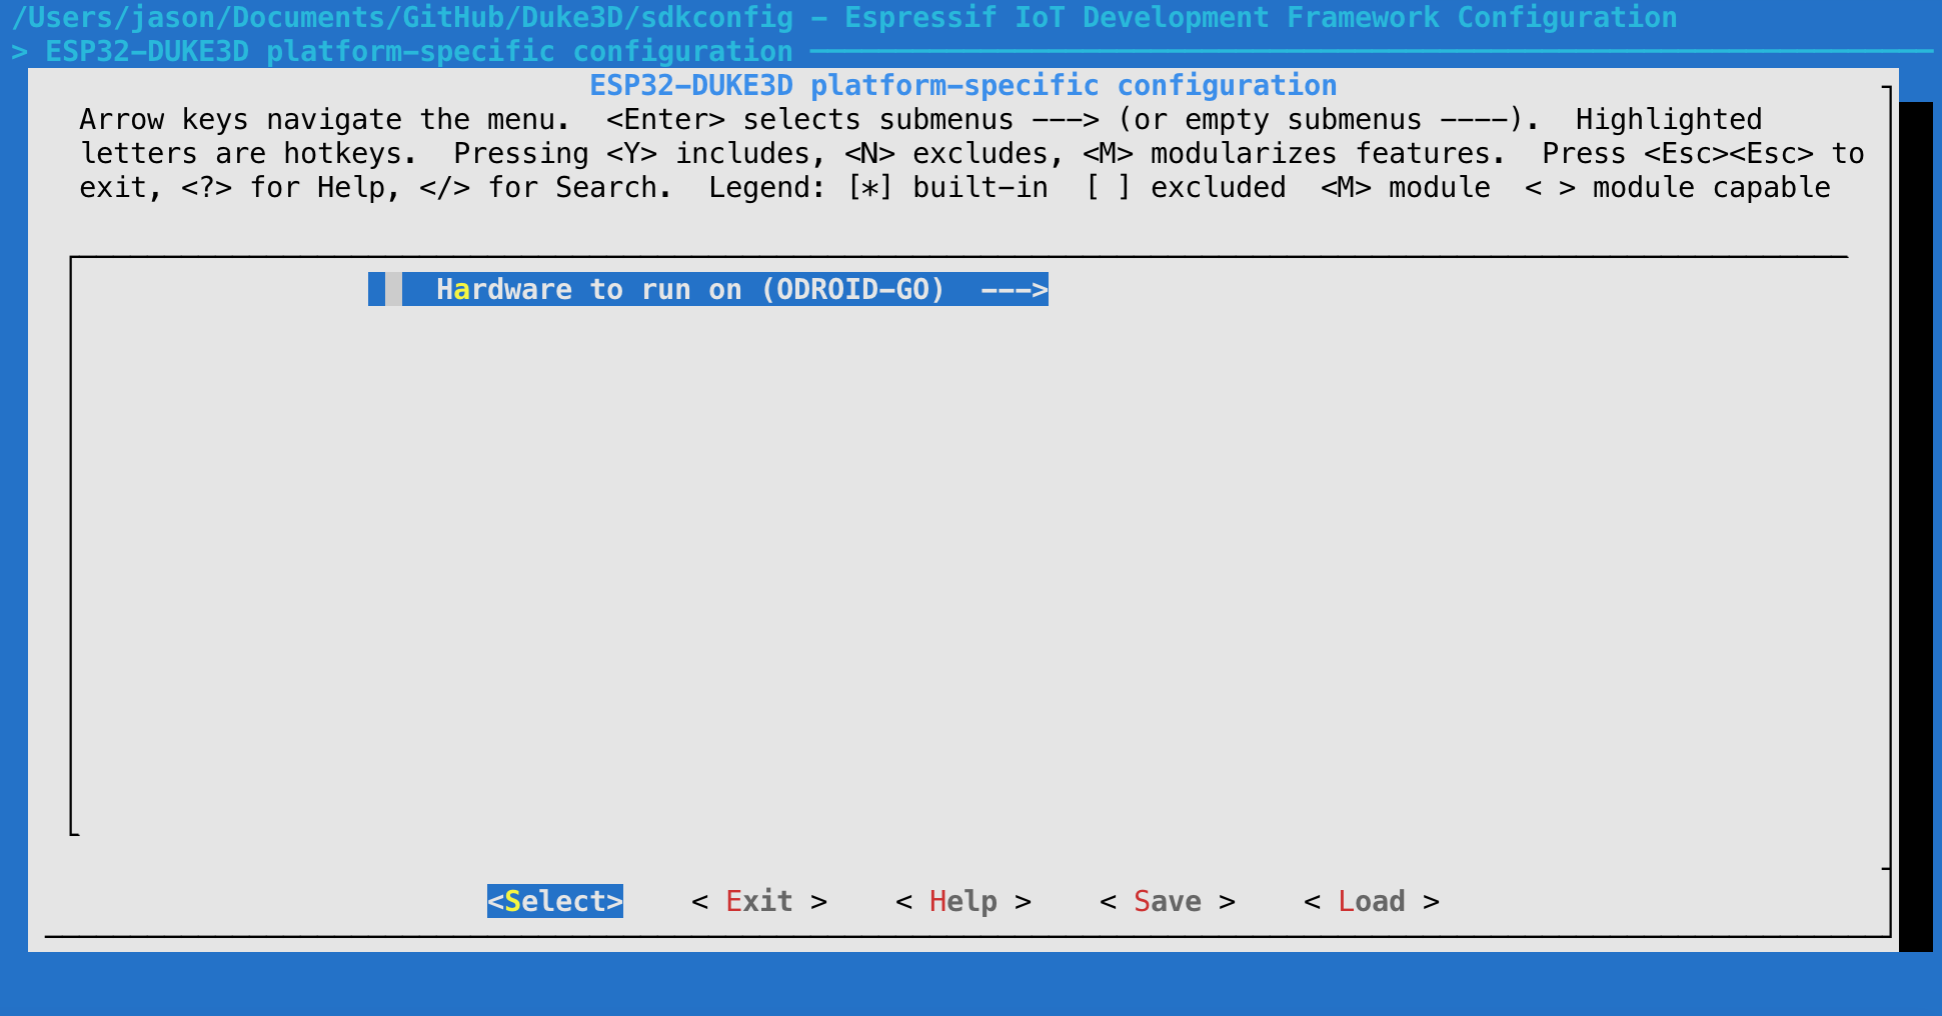 /Users/jason/Documents/GitHub/Duke3D/sdkconfig - Espressif IoT Development Framework Configuration
> ESP32-DUKE3D platform-specific configuration
ESP32-DUKE3D platform-specific configuration
Arrow keys navigate the menu.  <Enter> selects submenus ---> (or empty submenus ----).  Highlighted
letters are hotkeys.  Pressing <Y> includes, <N> excludes, <M> modularizes features.  Press <Esc><Esc> to
exit, <?> for Help, </> for Search.  Legend: [*] built-in  [ ] excluded  <M> module  < > module capable
Hardware to run on (ODROID-GO)  --->
<Select>    < Exit >    < Help >    < Save >    < Load >